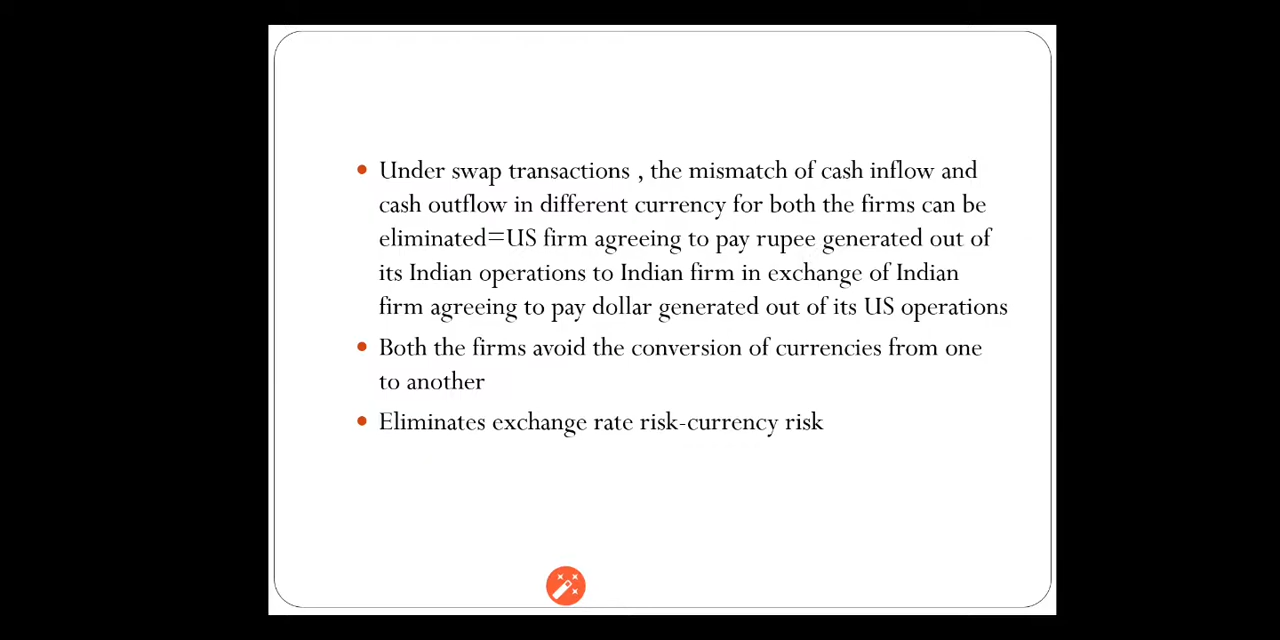 Under swap transactions , the mismatch of cash inflow and
cash outflow in different currency for both the firms can be
eliminated=US firm agreeing to pay rupee generated out of
its Indian operations to Indian firm in exchange of Indian
firm agreeing to pay dollar generated out of its US operations
Both the firms avoid the conversion of currencies from one
to another
Eliminates exchange rate risk-currency risk